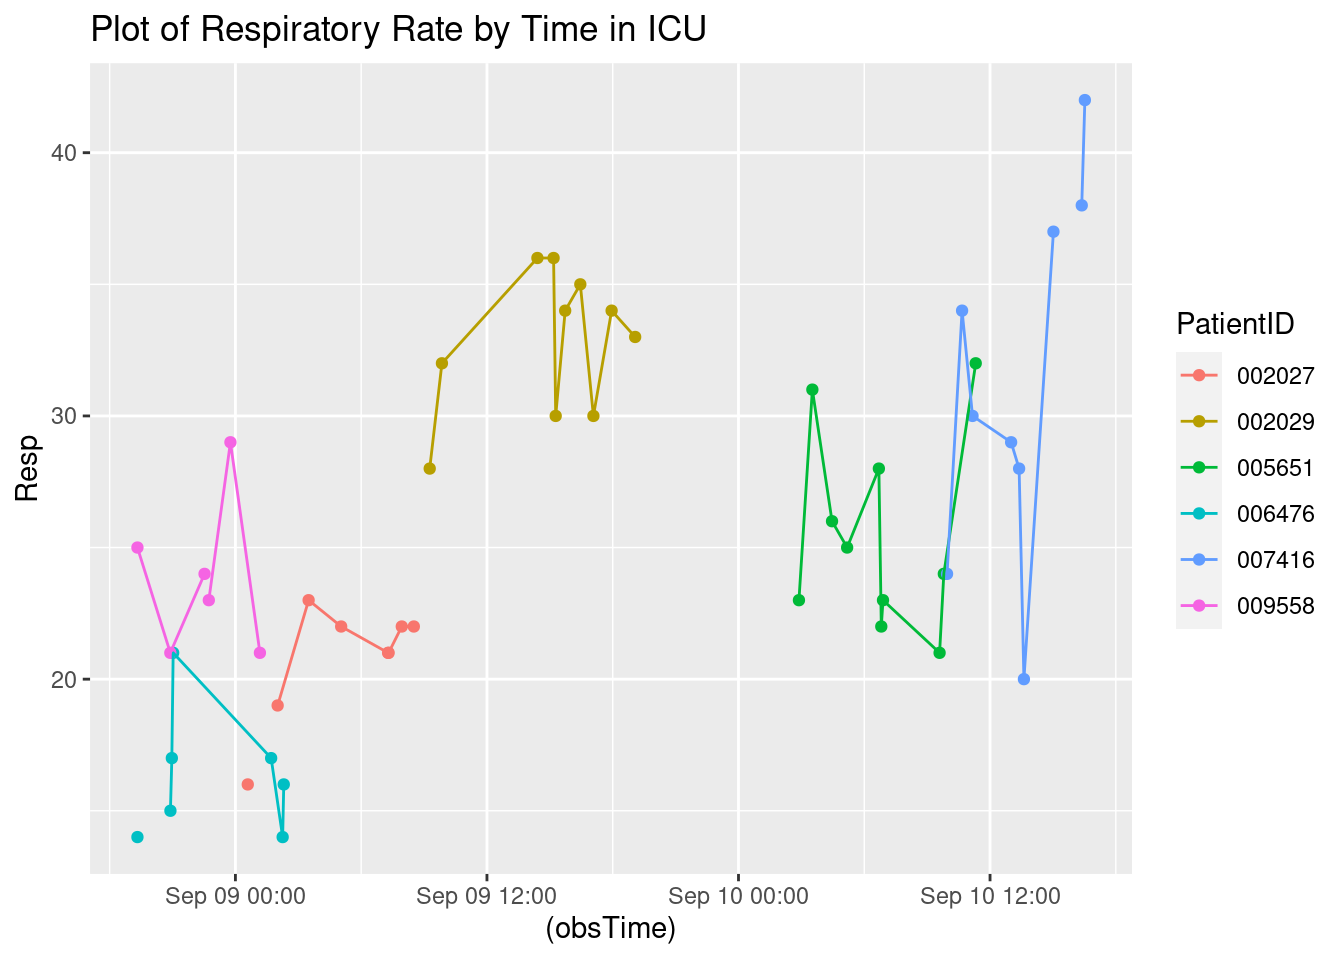 Plot of Respiratory Rate by Time in ICU
Resp
40
30
20
Sep 09 00:00
Sep 09 12:00
Sep 10 00:00
Sep 10 12:00
(obsTime)
PatientID
002027
002029
005651
006476
007416
009558